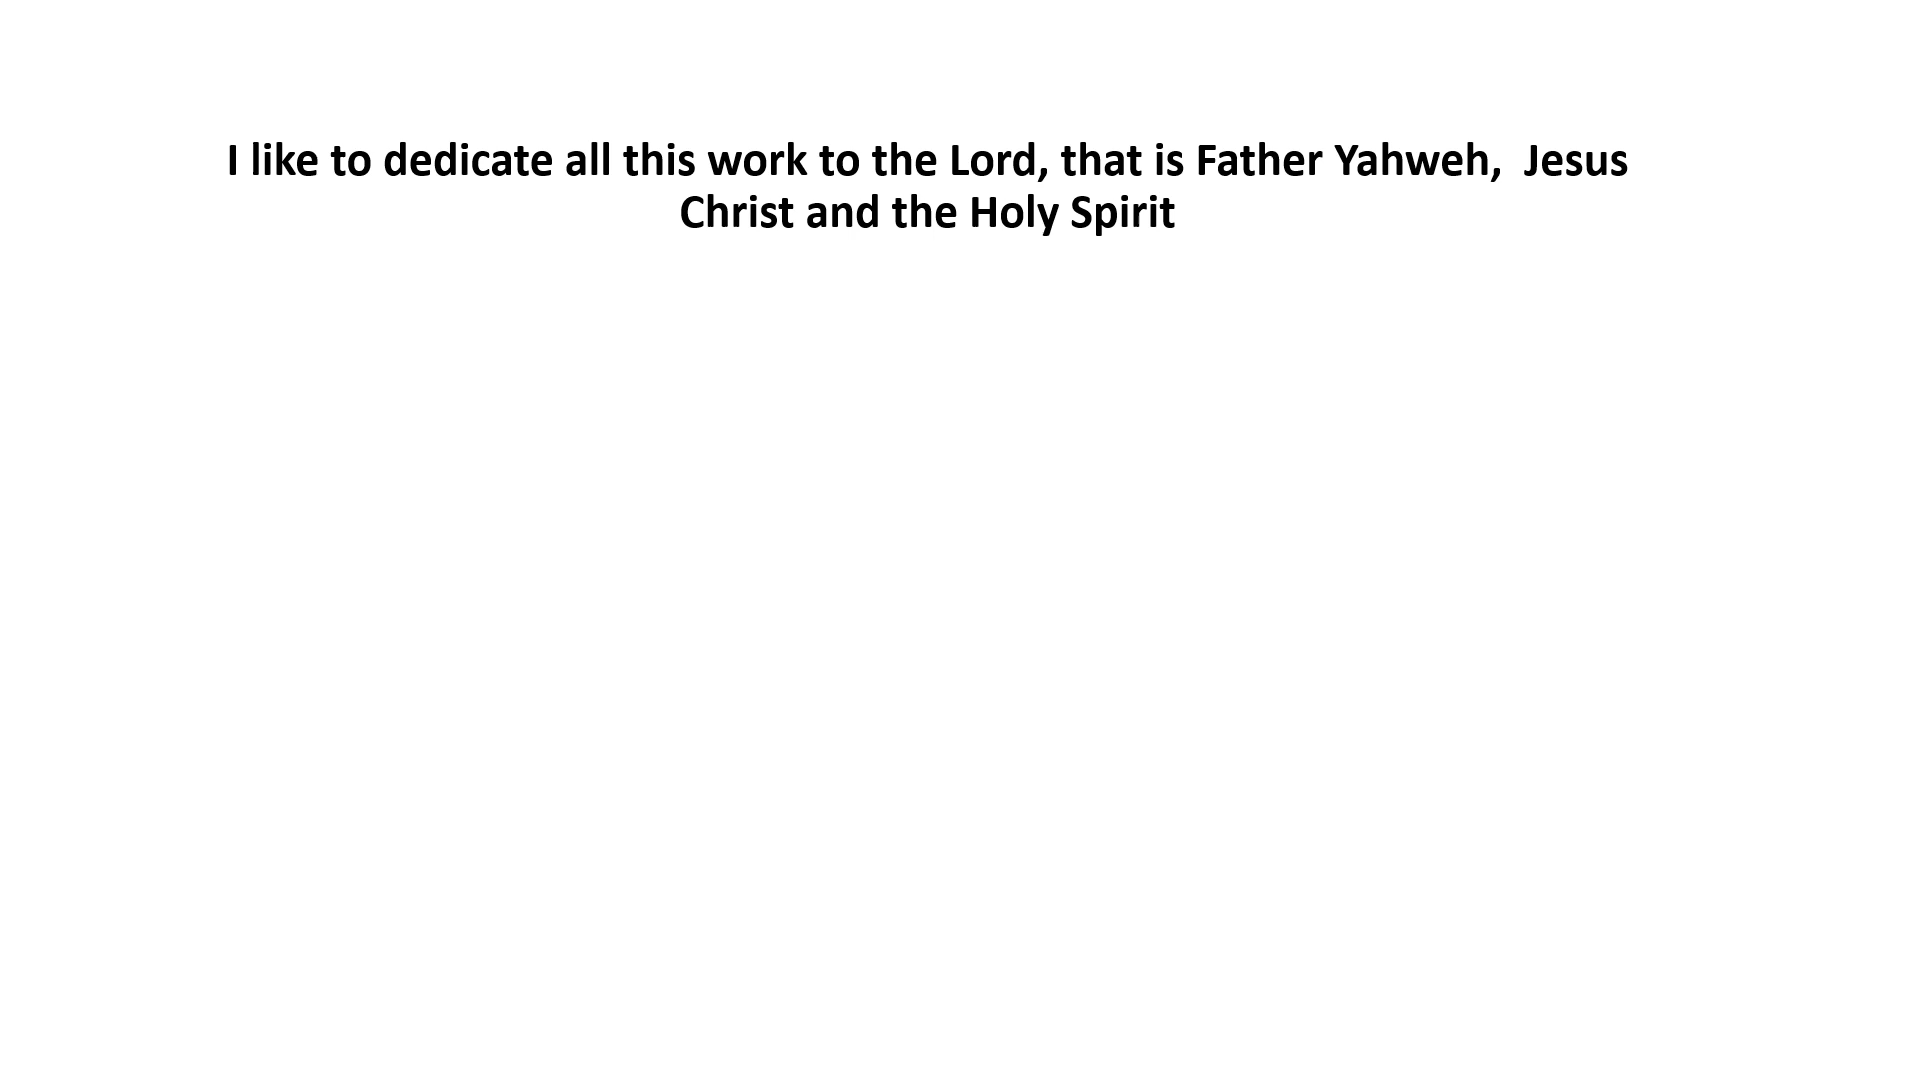 I like to dedicate all this work to the Lord, that is Father Yahweh,  Jesus
Christ and the Holy Spirit